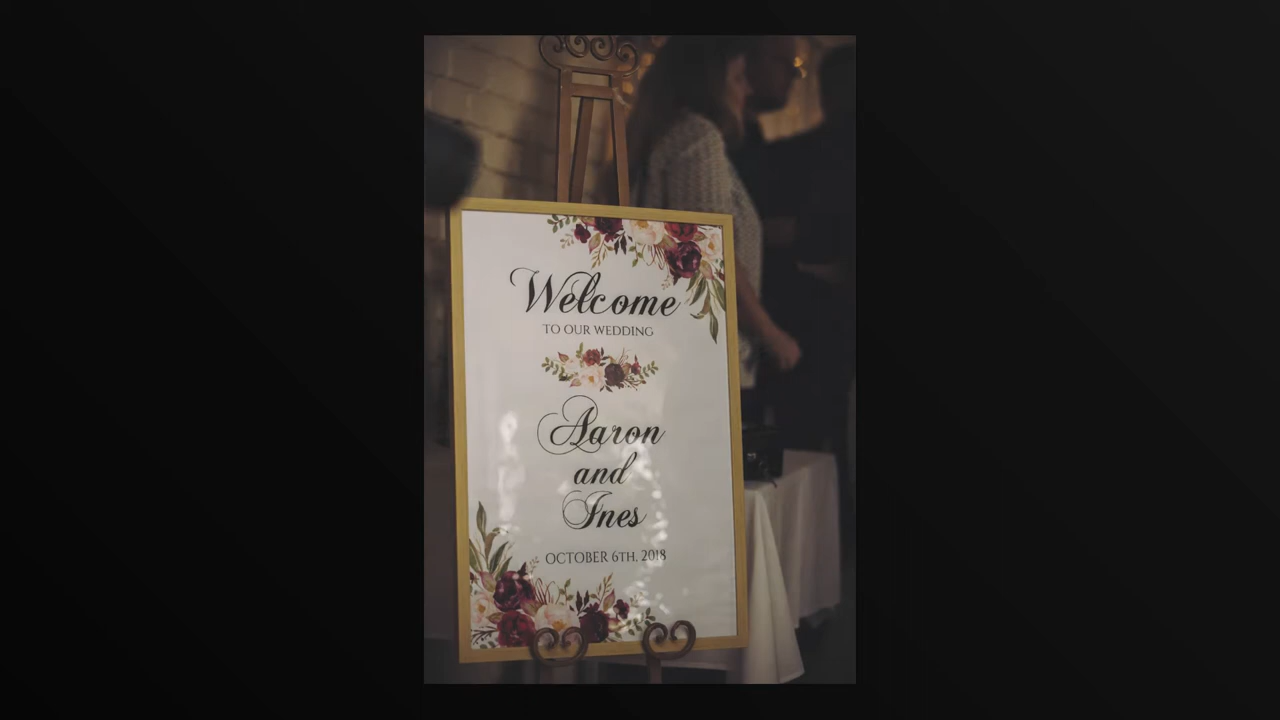 Welcome
TO OUR WEDDING
Aaron
and
Ines
OCTOBER 6TH, 2018